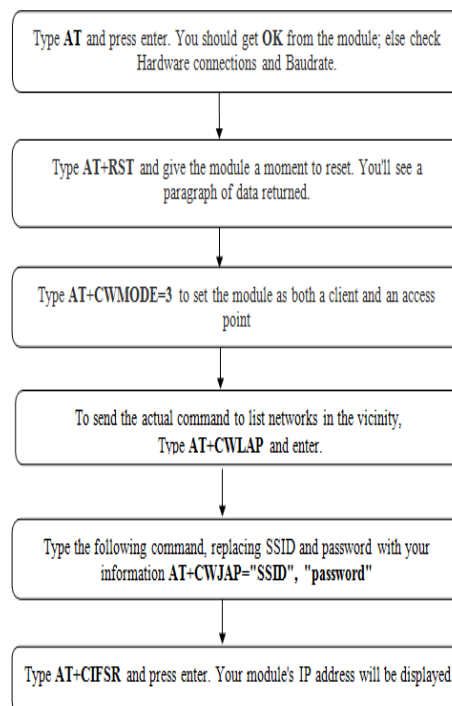 Type AT and press enter. You should get OK from the module; else check
Hardware connections and Baudrate.
Type AT+RST and give the module a moment to reset. You'll see a
paragraph of data returned.
Type AT+CWMODE=3 to set the module as both a client and an access
point
To send the actual command to list networks in the vicinity,
Type AT+CWLAP and enter.
Type the following command, replacing SSID and password with your
information AT+CWJAP="SSID", "password"
Type AT+CIFSR and press enter. Your module's IP address will be displayed.